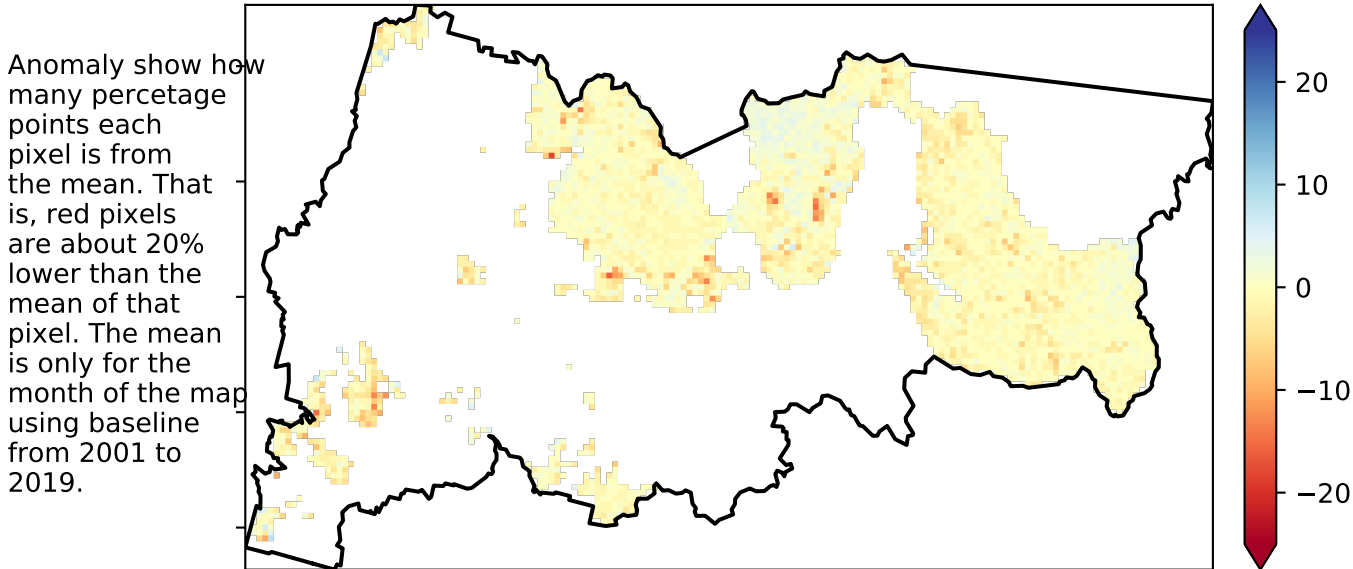 Anomaly show how
many percetage
points each
pixel is from
the mean. That
is, red pixels
are about 20%
lower than the
mean of that
pixel. The mean
is only for the
month of the map
using baseline
from 2001 to
2019.
20
10
0
−10
−20